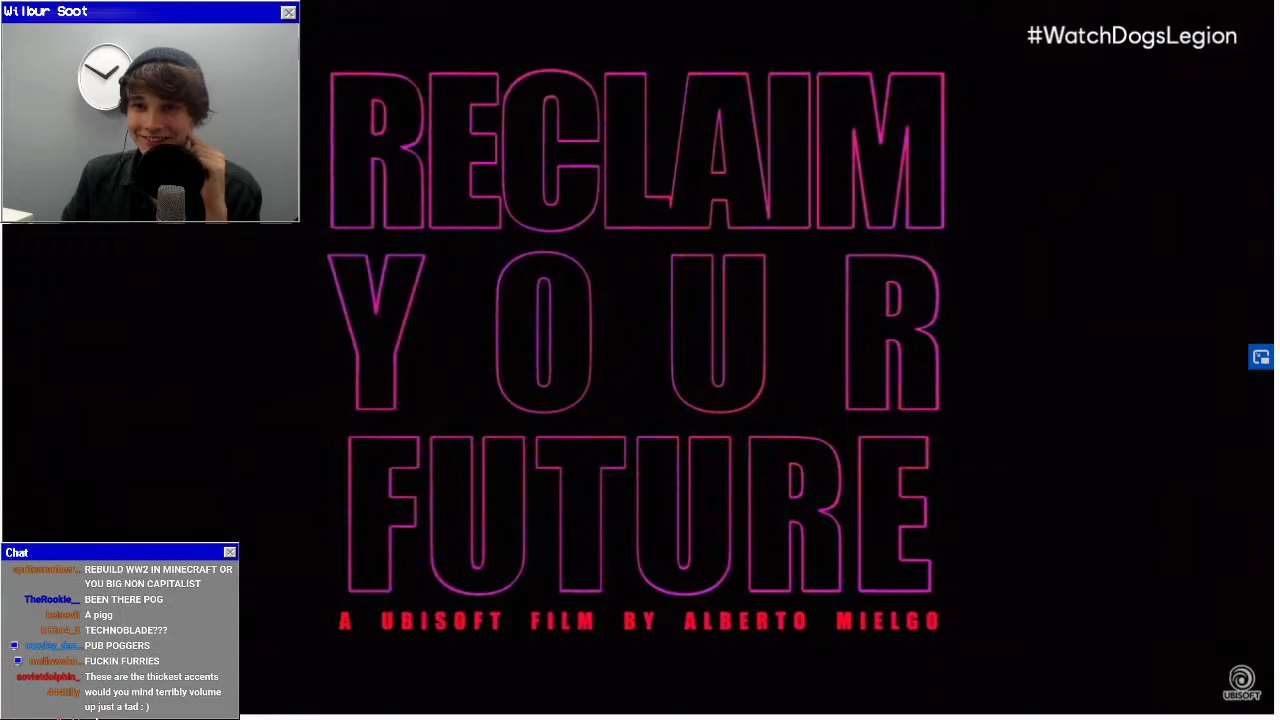 Wilbur Soot
#WatchDogsLegion
RECLAIM
YOUR
FUTURE
A UBISOFT FILM BY ALBERTO MIELGO
UBISOFT
Chat
REBUILD WW2 IN MINECRAFT OR
YOU BIG NON CAPITALIST
TheRookie__ BEEN THERE POG
A pigg
TECHNOBLADE???
PUB POGGERS
FUCKIN FURRIES
sovietdolphin_ These are the thickest accents
would you mind terribly volume
up just a tad : )